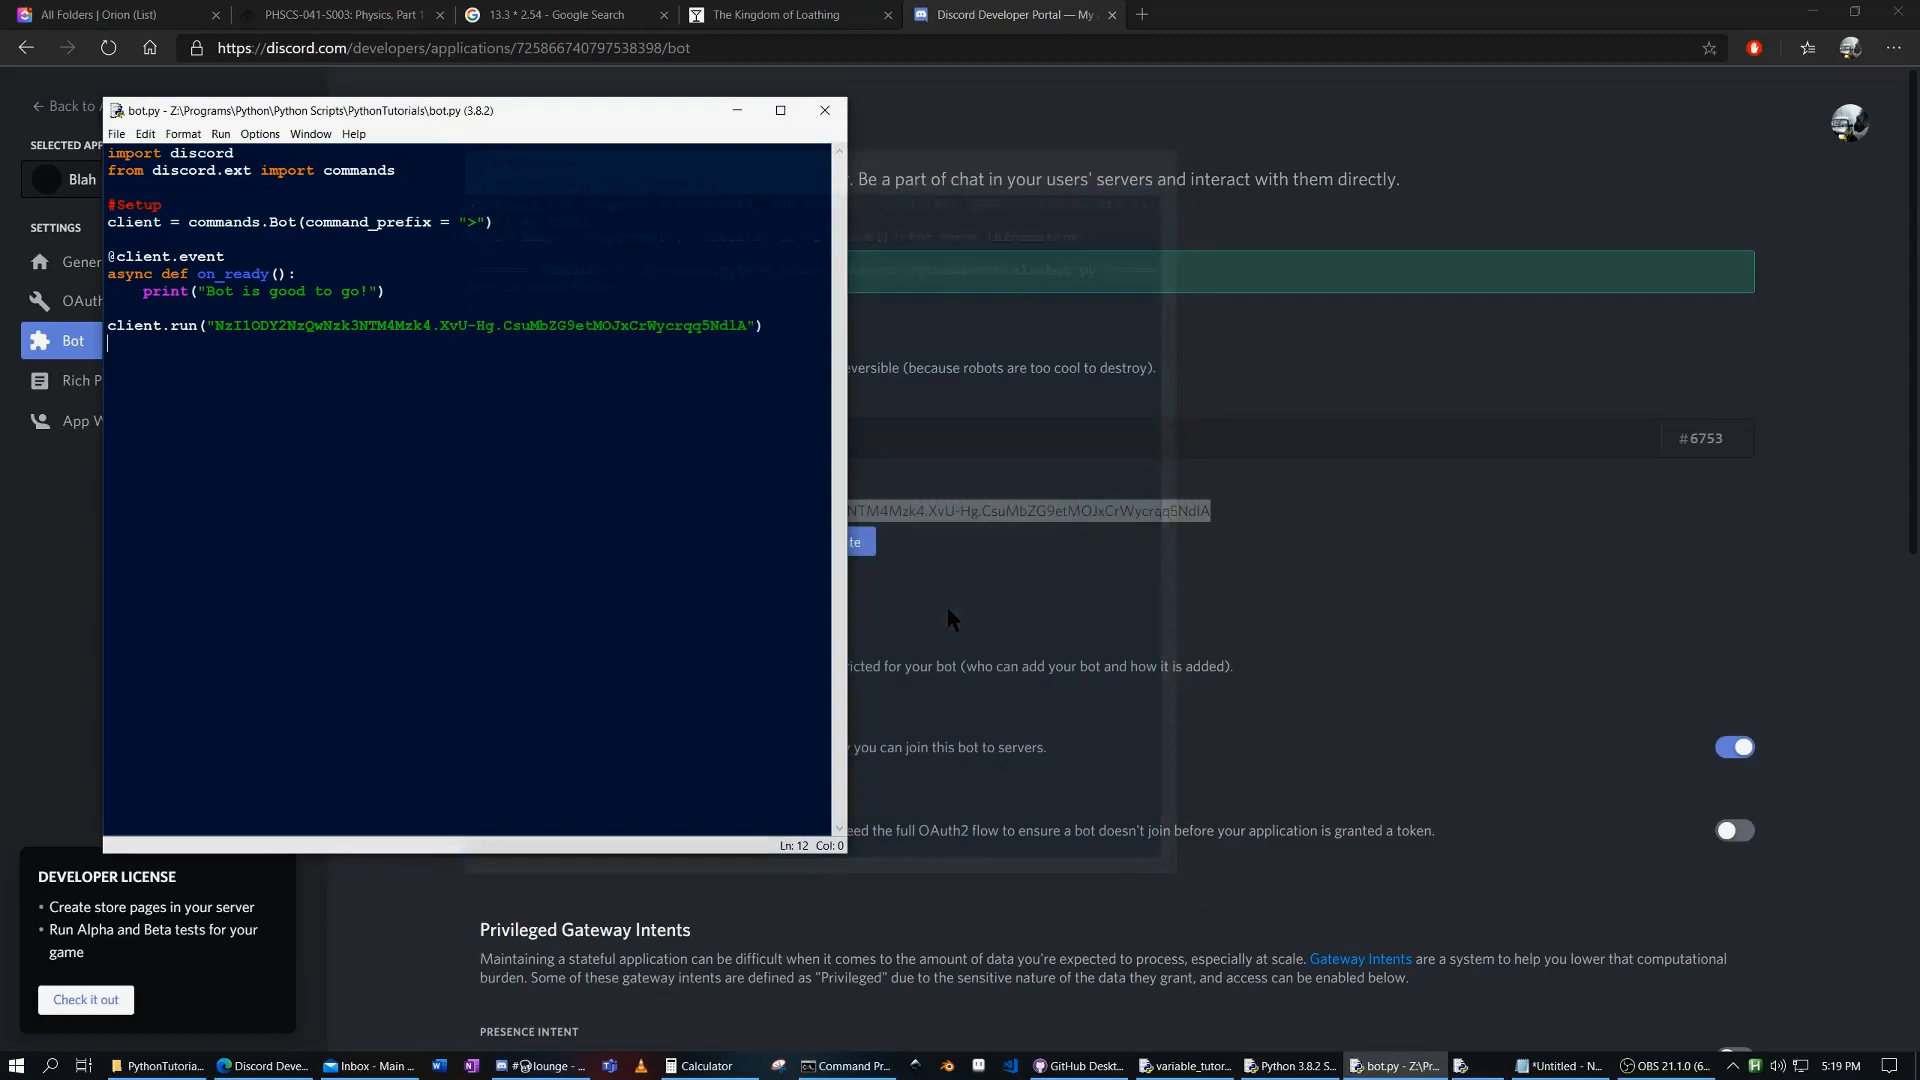 All Folders | Orion (List)
PHSCS-041-S003: Physics, Part 1
13.3 * 2.54 - Google Search
The Kingdom of Loathing
Discord Developer Portal — My
https://discord.com/developers/applications/725866740797538398/bot
← Back to
bot.py - Z:\Programs\Python\Python Scripts\PythonTutorials\bot.py (3.8.2)
File Edit Format Run Options Window Help
SELECTED APP
Blah
SETTINGS
Gener
OAuth
Bot
Rich P
App W
import discord
from discord.ext import commands
#Setup
client = commands.Bot(command_prefix = ">")
@client.event
async def on_ready():
print("Bot is good to go!")
client.run("NzI1ODY2NzQwNzk3NTM4Mzk4.XvU-Hg.CsuMbZG9etMOJxCrWycrqq5NdlA")
Ln: 12 Col: 0
. Be a part of chat in your users' servers and interact with them directly.
eversible (because robots are too cool to destroy).
#6753
NTM4Mzk4.XvU-Hg.CsuMbZG9etMOJxCrWycrqq5NdlA
te
ricted for your bot (who can add your bot and how it is added).
y you can join this bot to servers.
eed the full OAuth2 flow to ensure a bot doesn't join before your application is granted a token.
DEVELOPER LICENSE
• Create store pages in your server
• Run Alpha and Beta tests for your
game
Check it out
Privileged Gateway Intents
Maintaining a stateful application can be difficult when it comes to the amount of data you're expected to process, especially at scale. Gateway Intents are a system to help you lower that computational
burden. Some of these gateway intents are defined as "Privileged" due to the sensitive nature of the data they grant, and access can be enabled below.
PRESENCE INTENT
PythonTutoria...
Discord Deve...
Inbox - Main ...
lounge - ...
Calculator
Command Pr...
GitHub Deskt...
variable_tutor...
Python 3.8.2 S...
bot.py - Z:\Pr...
*Untitled - N...
OBS 21.1.0 (6...
5:19 PM